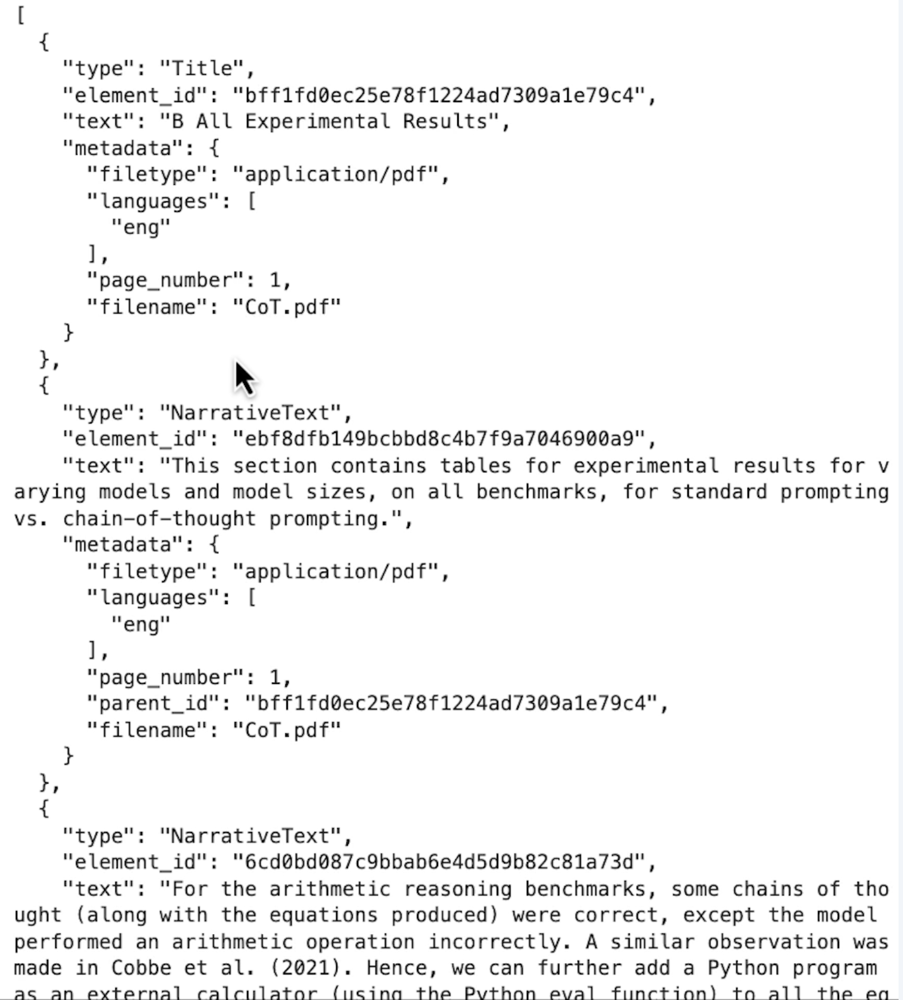 [
  {
    "type": "Title",
    "element_id": "bff1fd0ec25e78f1224ad7309a1e79c4",
    "text": "B All Experimental Results",
    "metadata": {
      "filetype": "application/pdf",
      "languages": [
        "eng"
      ],
      "page_number": 1,
      "filename": "CoT.pdf"
    }
  },
  {
    "type": "NarrativeText",
    "element_id": "ebf8dfb149bcbbd8c4b7f9a7046900a9",
    "text": "This section contains tables for experimental results for v
arying models and model sizes, on all benchmarks, for standard prompting
vs. chain-of-thought prompting.",
    "metadata": {
      "filetype": "application/pdf",
      "languages": [
        "eng"
      ],
      "page_number": 1,
      "parent_id": "bff1fd0ec25e78f1224ad7309a1e79c4",
      "filename": "CoT.pdf"
    }
  },
  {
    "type": "NarrativeText",
    "element_id": "6cd0bd087c9bbab6e4d5d9b82c81a73d",
    "text": "For the arithmetic reasoning benchmarks, some chains of tho
ught (along with the equations produced) were correct, except the model
performed an arithmetic operation incorrectly. A similar observation was
made in Cobbe et al. (2021). Hence, we can further add a Python program
as an external calculator (using the Python eval function) to all the eq